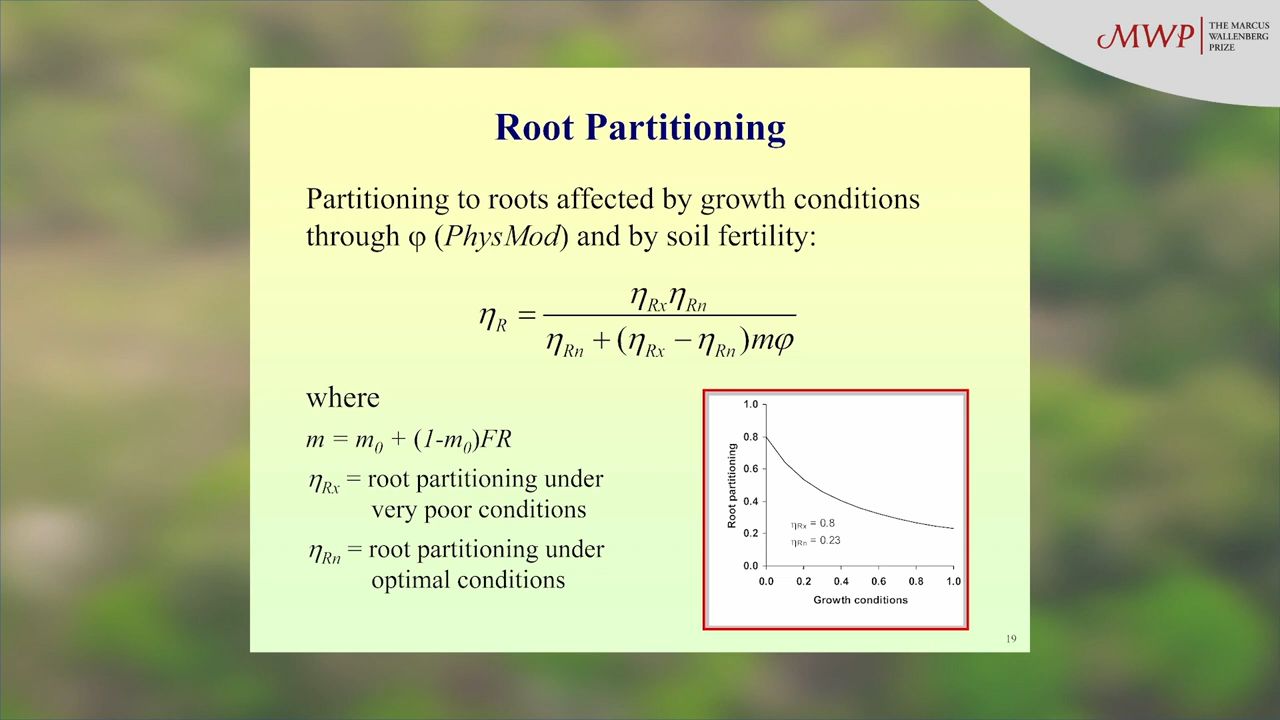 MWP
THE MARCUS
WALLENBERG
PRIZE
Root Partitioning
Partitioning to roots affected by growth conditions
through φ (PhysMod) and by soil fertility:
η_R = η_Rx η_Rn / (η_Rn + (η_Rx − η_Rn)mφ)
where
m = m_0 + (1-m_0)FR
η_Rx = root partitioning under
very poor conditions
η_Rn = root partitioning under
optimal conditions
Root partitioning
1.0
0.8
0.6
0.4
0.2
0.0
η_Rx = 0.8
η_Rn = 0.23
0.0 0.2 0.4 0.6 0.8 1.0
Growth conditions
19